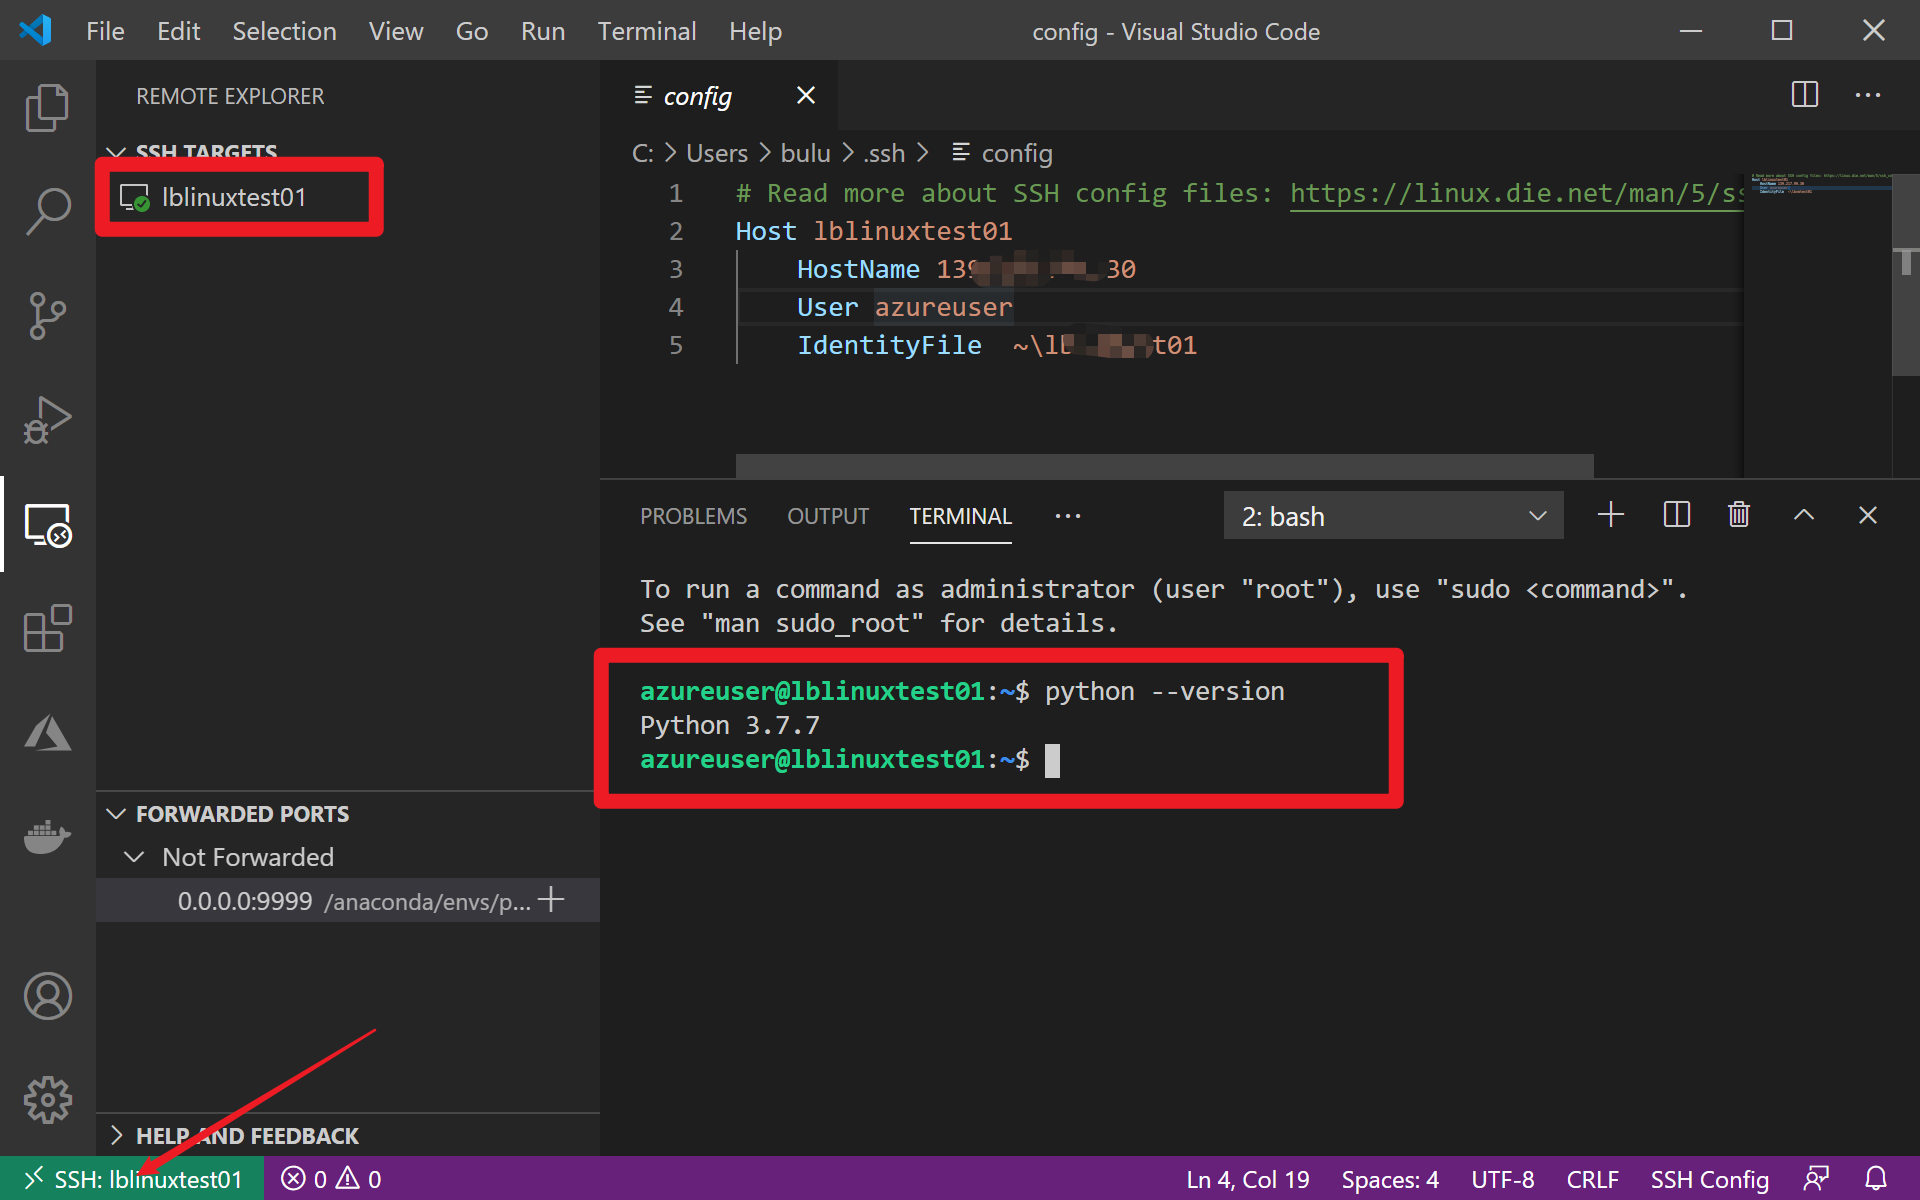 File Edit Selection View Go Run Terminal Help
config - Visual Studio Code
REMOTE EXPLORER
SSH TARGETS
lblinuxtest01
config
C: > Users > bulu > .ssh > config
1 # Read more about SSH config files: https://linux.die.net/man/5/ss
2 Host lblinuxtest01
3 HostName 139 30
4 User azureuser
5 IdentityFile ~\lb t01
PROBLEMS OUTPUT TERMINAL ...
2: bash
To run a command as administrator (user "root"), use "sudo <command>".
See "man sudo_root" for details.
azureuser@lblinuxtest01:~$ python --version
Python 3.7.7
azureuser@lblinuxtest01:~$
FORWARDED PORTS
Not Forwarded
0.0.0.0:9999 /anaconda/envs/p...
HELP AND FEEDBACK
SSH: lblinuxtest01
0 0
Ln 4, Col 19 Spaces: 4 UTF-8 CRLF SSH Config